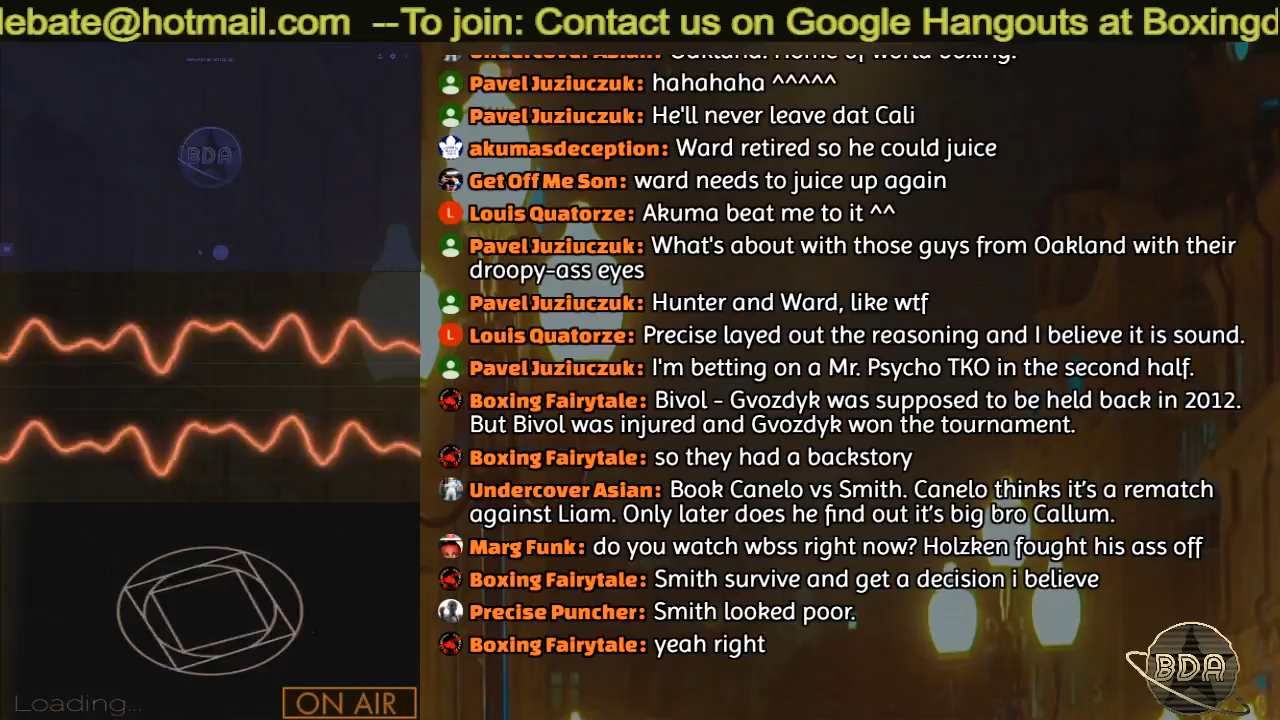 debate@hotmail.com --To join: Contact us on Google Hangouts at Boxingd
BDA
Undercover Asian: Oakland. Home of world boxing.
Pavel Juziuczuk: hahahaha ^^^^^
Pavel Juziuczuk: He'll never leave dat Cali
akumasdeception: Ward retired so he could juice
Get Off Me Son: ward needs to juice up again
L Louis Quatorze: Akuma beat me to it ^^
Pavel Juziuczuk: What's about with those guys from Oakland with their
droopy-ass eyes
Pavel Juziuczuk: Hunter and Ward, like wtf
L Louis Quatorze: Precise layed out the reasoning and I believe it is sound.
Pavel Juziuczuk: I'm betting on a Mr. Psycho TKO in the second half.
Boxing Fairytale: Bivol - Gvozdyk was supposed to be held back in 2012.
But Bivol was injured and Gvozdyk won the tournament.
Boxing Fairytale: so they had a backstory
Undercover Asian: Book Canelo vs Smith. Canelo thinks it's a rematch
against Liam. Only later does he find out it's big bro Callum.
Marg Funk: do you watch wbss right now? Holzken fought his ass off
Boxing Fairytale: Smith survive and get a decision i believe
Precise Puncher: Smith looked poor.
Boxing Fairytale: yeah right
Loading...
ON AIR
BDA